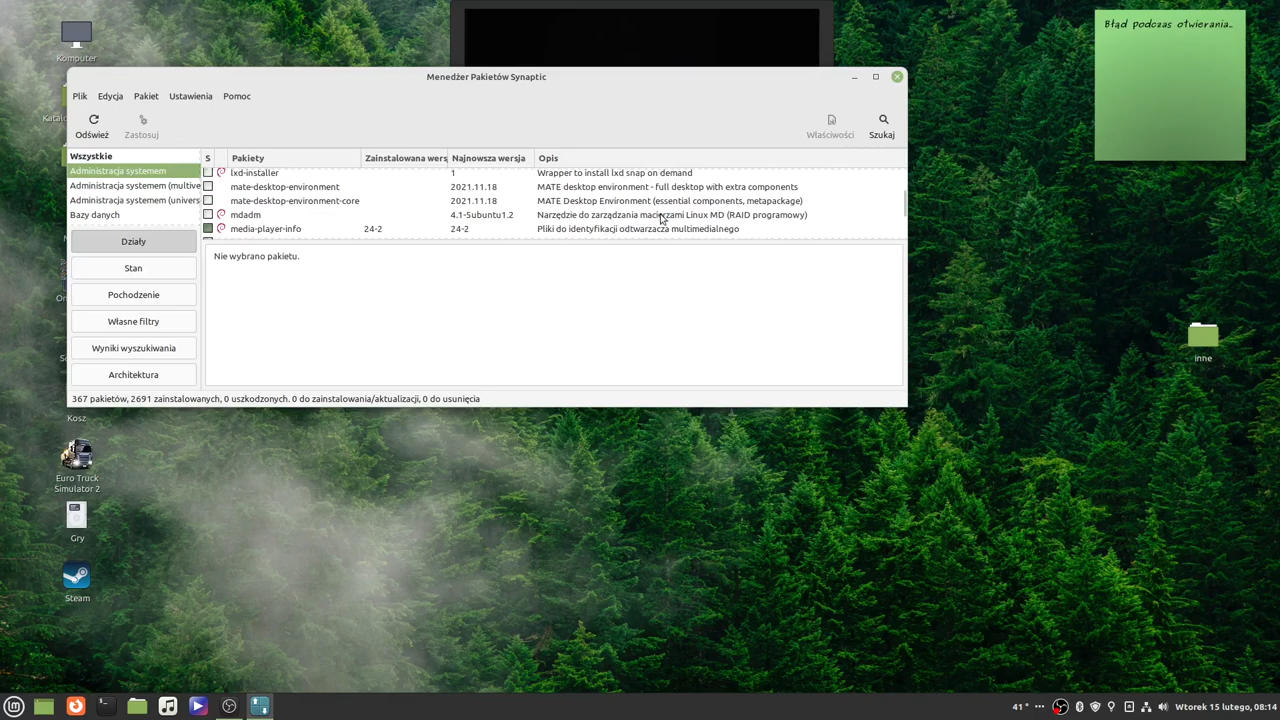 Komputer
Błąd podczas otwierania..
Menedżer Pakietów Synaptic
Plik Edycja Pakiet Ustawienia Pomoc
Odśwież Zastosuj Właściwości Szukaj
Wszystkie
Administracja systemem
Administracja systemem (multive
Administracja systemem (univers
Bazy danych
S Pakiety Zainstalowana wers Najnowsza wersja Opis
lxd-installer 1 Wrapper to install lxd snap on demand
mate-desktop-environment 2021.11.18 MATE desktop environment - full desktop with extra components
mate-desktop-environment-core 2021.11.18 MATE Desktop Environment (essential components, metapackage)
mdadm 4.1-5ubuntu1.2 Narzędzie do zarządzania macierzami Linux MD (RAID programowy)
media-player-info 24-2 24-2 Pliki do identyfikacji odtwarzacza multimedialnego
Działy
Stan
Pochodzenie
Własne filtry
Wyniki wyszukiwania
Architektura
Nie wybrano pakietu.
367 pakietów, 2691 zainstalowanych, 0 uszkodzonych. 0 do zainstalowania/aktualizacji, 0 do usunięcia
Kosz
Euro Truck
Simulator 2
Gry
Steam
inne
41° Wtorek 15 lutego, 08:14